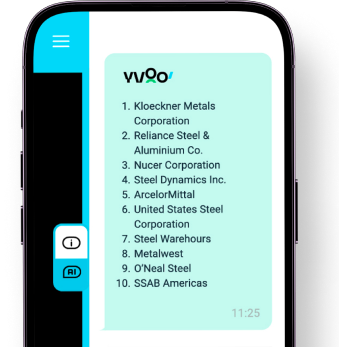 1. Kloeckner Metals
Corporation
2. Reliance Steel &
Aluminium Co.
3. Nucer Corporation
4. Steel Dynamics Inc.
5. ArcelorMittal
6. United States Steel
Corporation
7. Steel Warehours
8. Metalwest
9. O'Neal Steel
10. SSAB Americas
11:25
AI